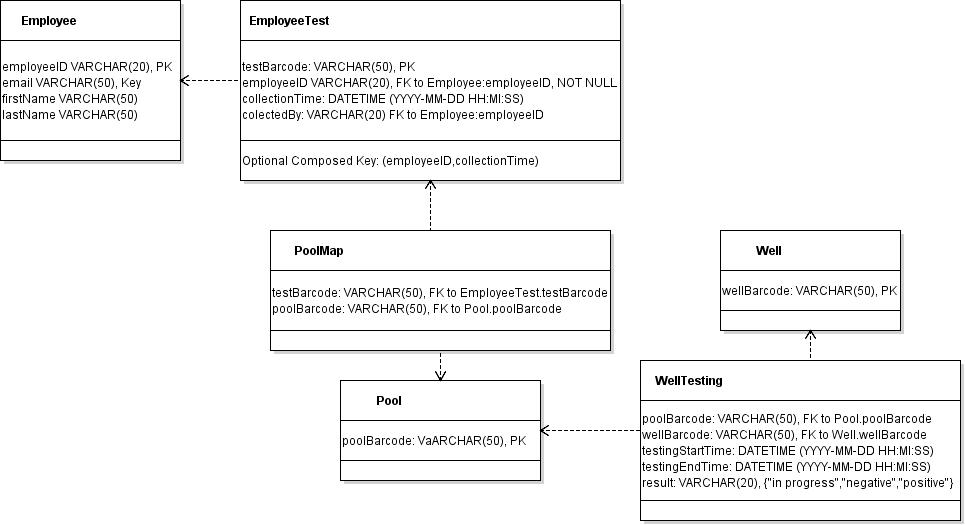 Employee
employeeID VARCHAR(20), PK
email VARCHAR(50), Key
firstName VARCHAR(50)
lastName VARCHAR(50)
EmployeeTest
testBarcode: VARCHAR(50), PK
employeeID VARCHAR(20), FK to Employee:employeeID, NOT NULL
collectionTime: DATETIME (YYYY-MM-DD HH:MI:SS)
colectedBy: VARCHAR(20) FK to Employee:employeeID
Optional Composed Key: (employeeID,collectionTime)
PoolMap
testBarcode: VARCHAR(50), FK to EmployeeTest.testBarcode
poolBarcode: VARCHAR(50), FK to Pool.poolBarcode
Well
wellBarcode: VARCHAR(50), PK
Pool
poolBarcode: VaARCHAR(50), PK
WellTesting
poolBarcode: VARCHAR(50), FK to Pool.poolBarcode
wellBarcode: VARCHAR(50), FK to Well.wellBarcode
testingStartTime: DATETIME (YYYY-MM-DD HH:MI:SS)
testingEndTime: DATETIME (YYYY-MM-DD HH:MI:SS)
result: VARCHAR(20), {"in progress","negative","positive"}